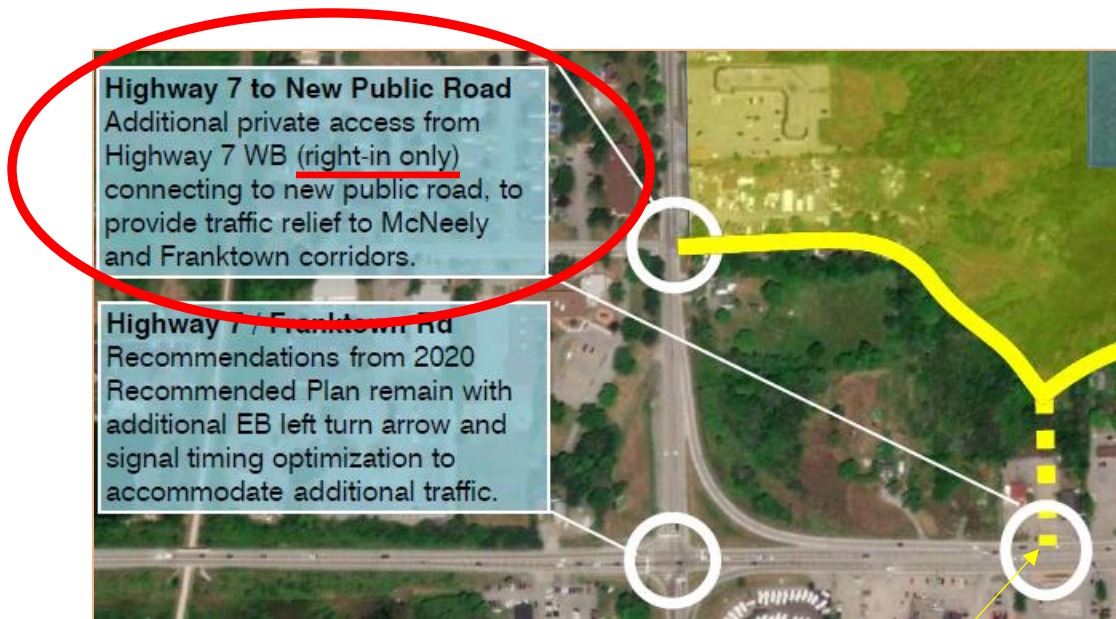 Highway 7 to New Public Road
Additional private access from
Highway 7 WB (right-in only)
connecting to new public road, to
provide traffic relief to McNeely
and Franktown corridors.
Highway 7 / Franktown Rd
Recommendations from 2020
Recommended Plan remain with
additional EB left turn arrow and
signal timing optimization to
accommodate additional traffic.